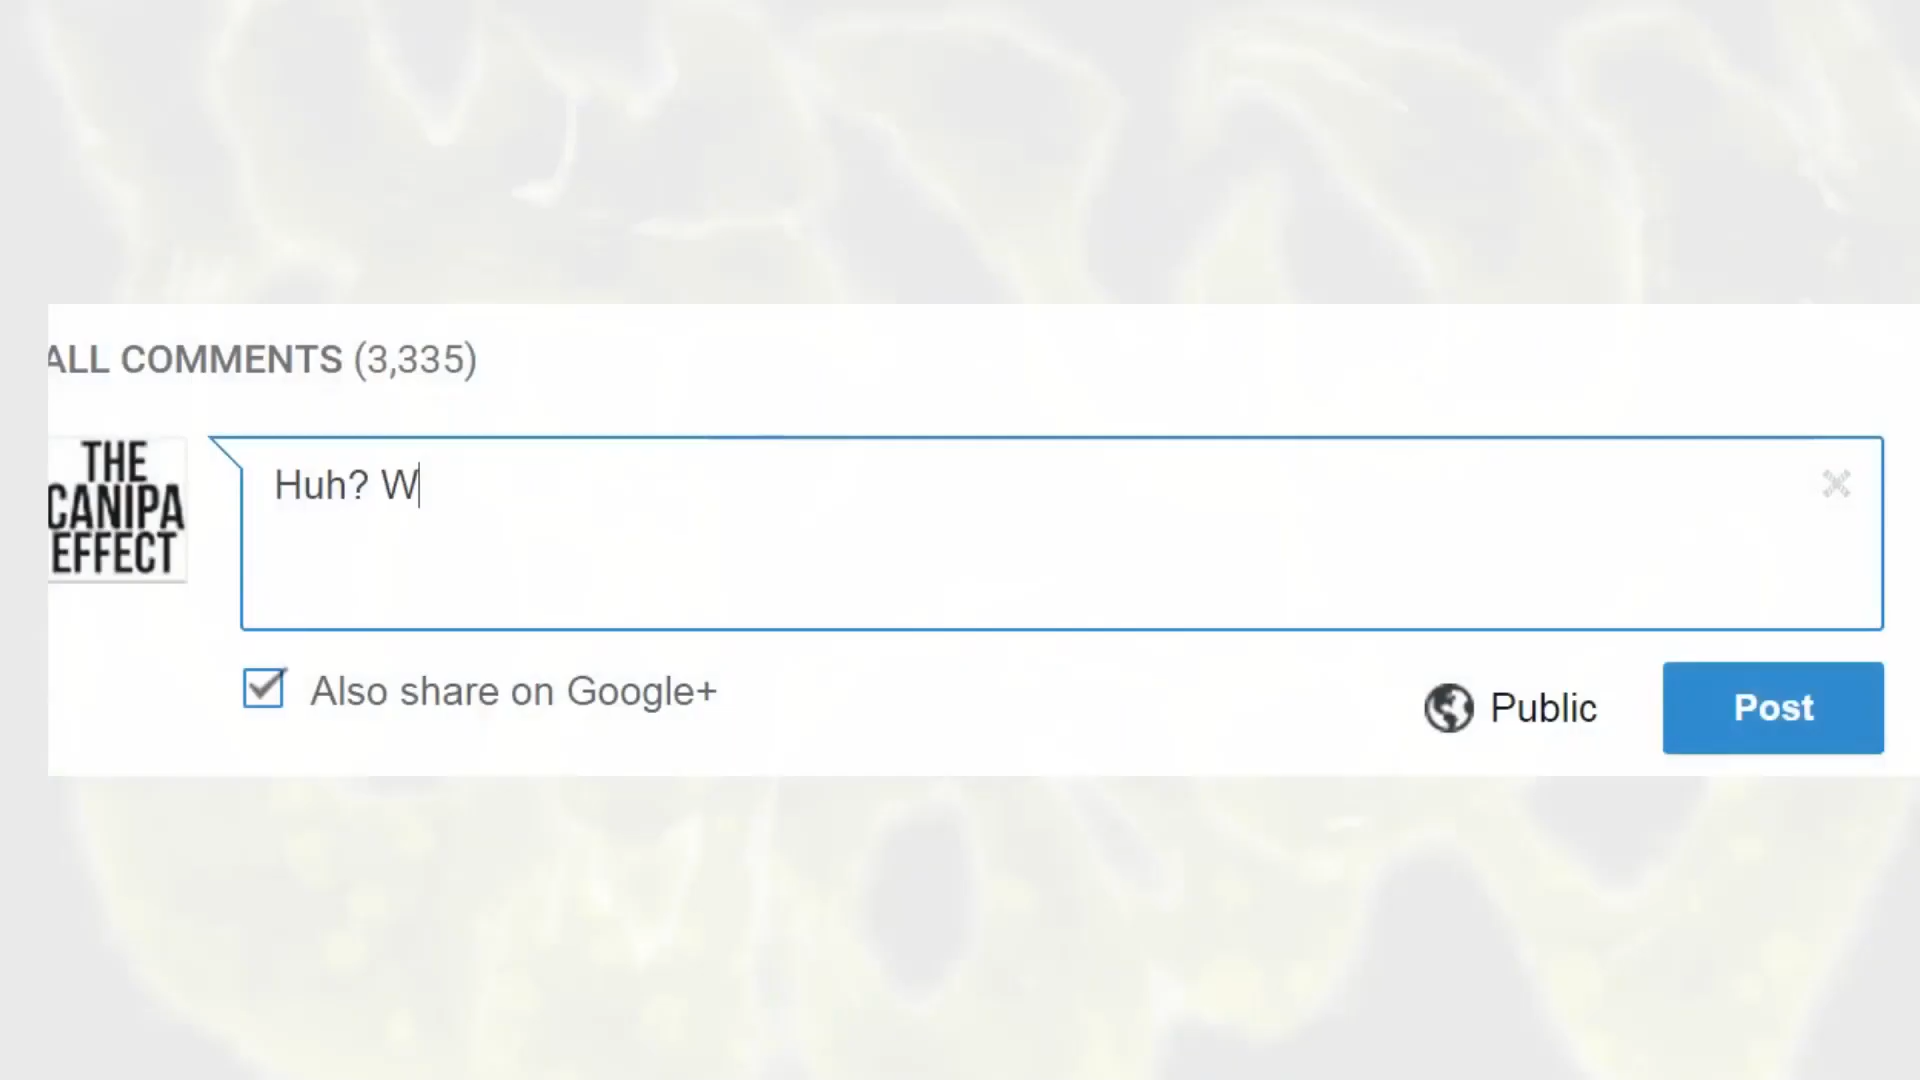 ALL COMMENTS (3,335)
THE
CANIPA
EFFECT
Huh? W
Also share on Google+
Public
Post